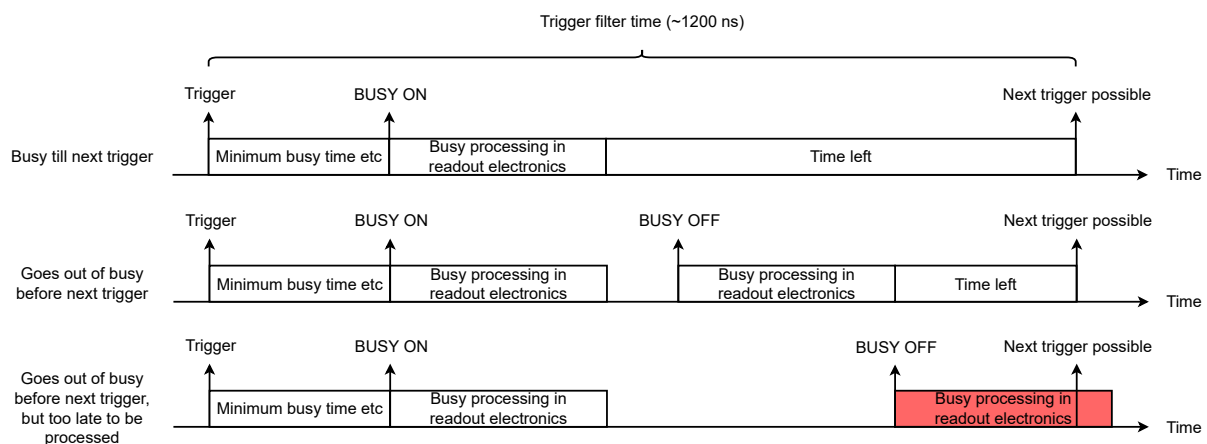 Trigger filter time (~1200 ns)
Trigger
BUSY ON
Next trigger possible
Busy till next trigger
Minimum busy time etc
Busy processing in
readout electronics
Time left
Time
Trigger
BUSY ON
BUSY OFF
Next trigger possible
Goes out of busy
before next trigger
Minimum busy time etc
Busy processing in
readout electronics
Busy processing in
readout electronics
Time left
Time
Trigger
BUSY ON
BUSY OFF
Next trigger possible
Goes out of busy
before next trigger,
but too late to be
processed
Minimum busy time etc
Busy processing in
readout electronics
Busy processing in
readout electronics
Time